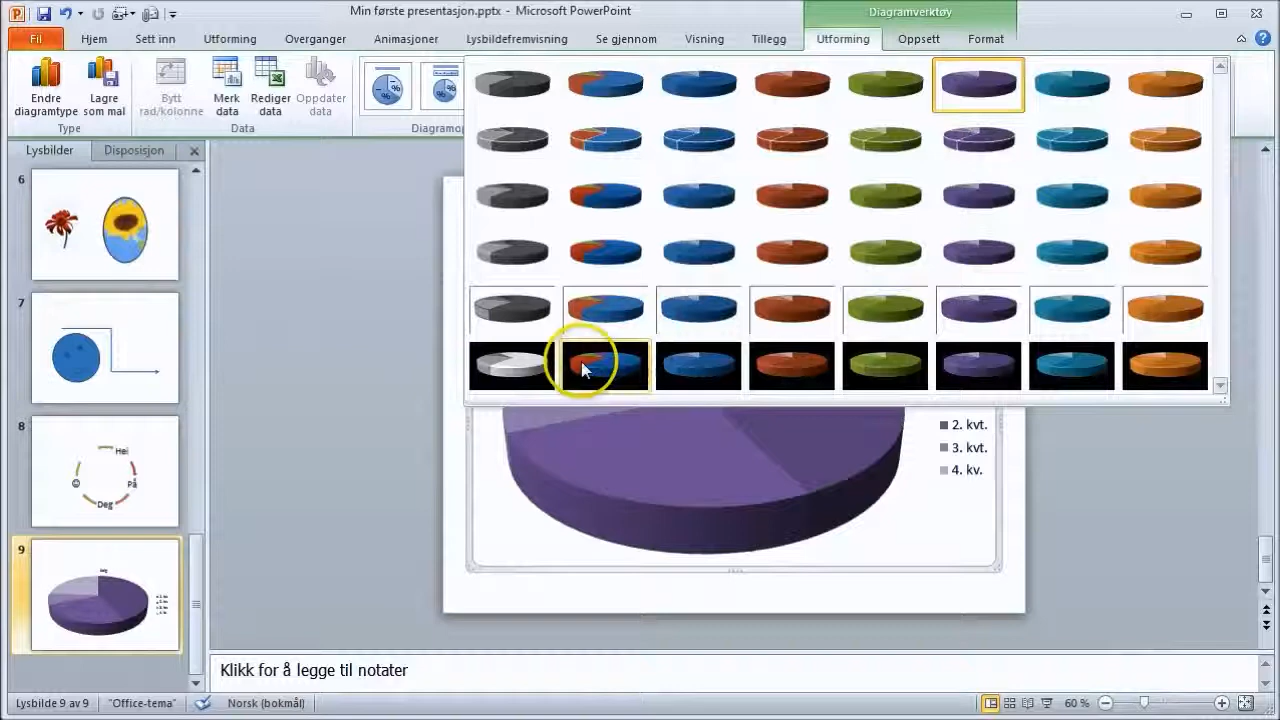 Min første presentasjon.pptx - Microsoft PowerPoint
Diagramverktøy
Fil Hjem Sett inn Utforming Overganger Animasjoner Lysbildefremvisning Se gjennom Visning Tillegg Utforming Oppsett Format
Endre diagramtype
Lagre som mal
Bytt rad/kolonne
Merk data
Rediger data
Oppdater data
Type
Data
Lysbilder Disposisjon
6
7
8
Hei
På
Deg
9
2. kvt.
3. kvt.
4. kv.
Klikk for å legge til notater
Lysbilde 9 av 9 "Office-tema" Norsk (bokmål) 60 %